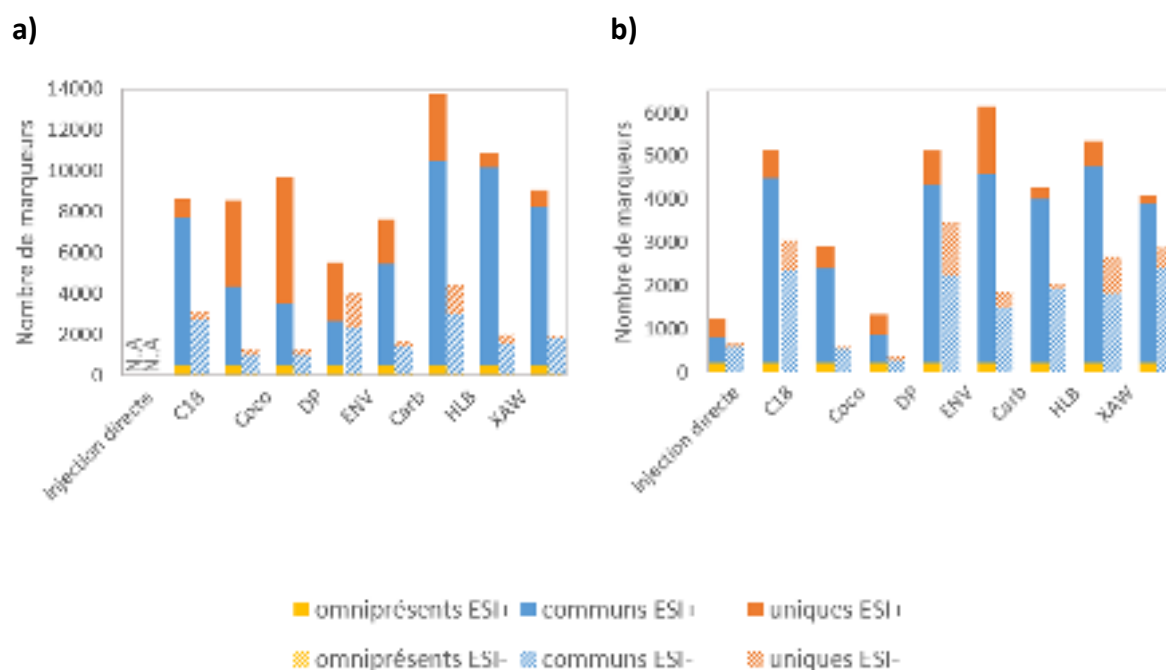 a)
b)
Nombre de marqueurs
14000
12000
10000
8000
6000
4000
2000
0
N.A
N.A
Injection directe
C18
Coco
DP
ENV
Carb
HLB
XAW
Nombre de marqueurs
6000
5000
4000
3000
2000
1000
0
Injection directe
C18
Coco
DP
ENV
Carb
HLB
XAW
omniprésents ESI+ communs ESI+ uniques ESI+
omniprésents ESI- communs ESI- uniques ESI-